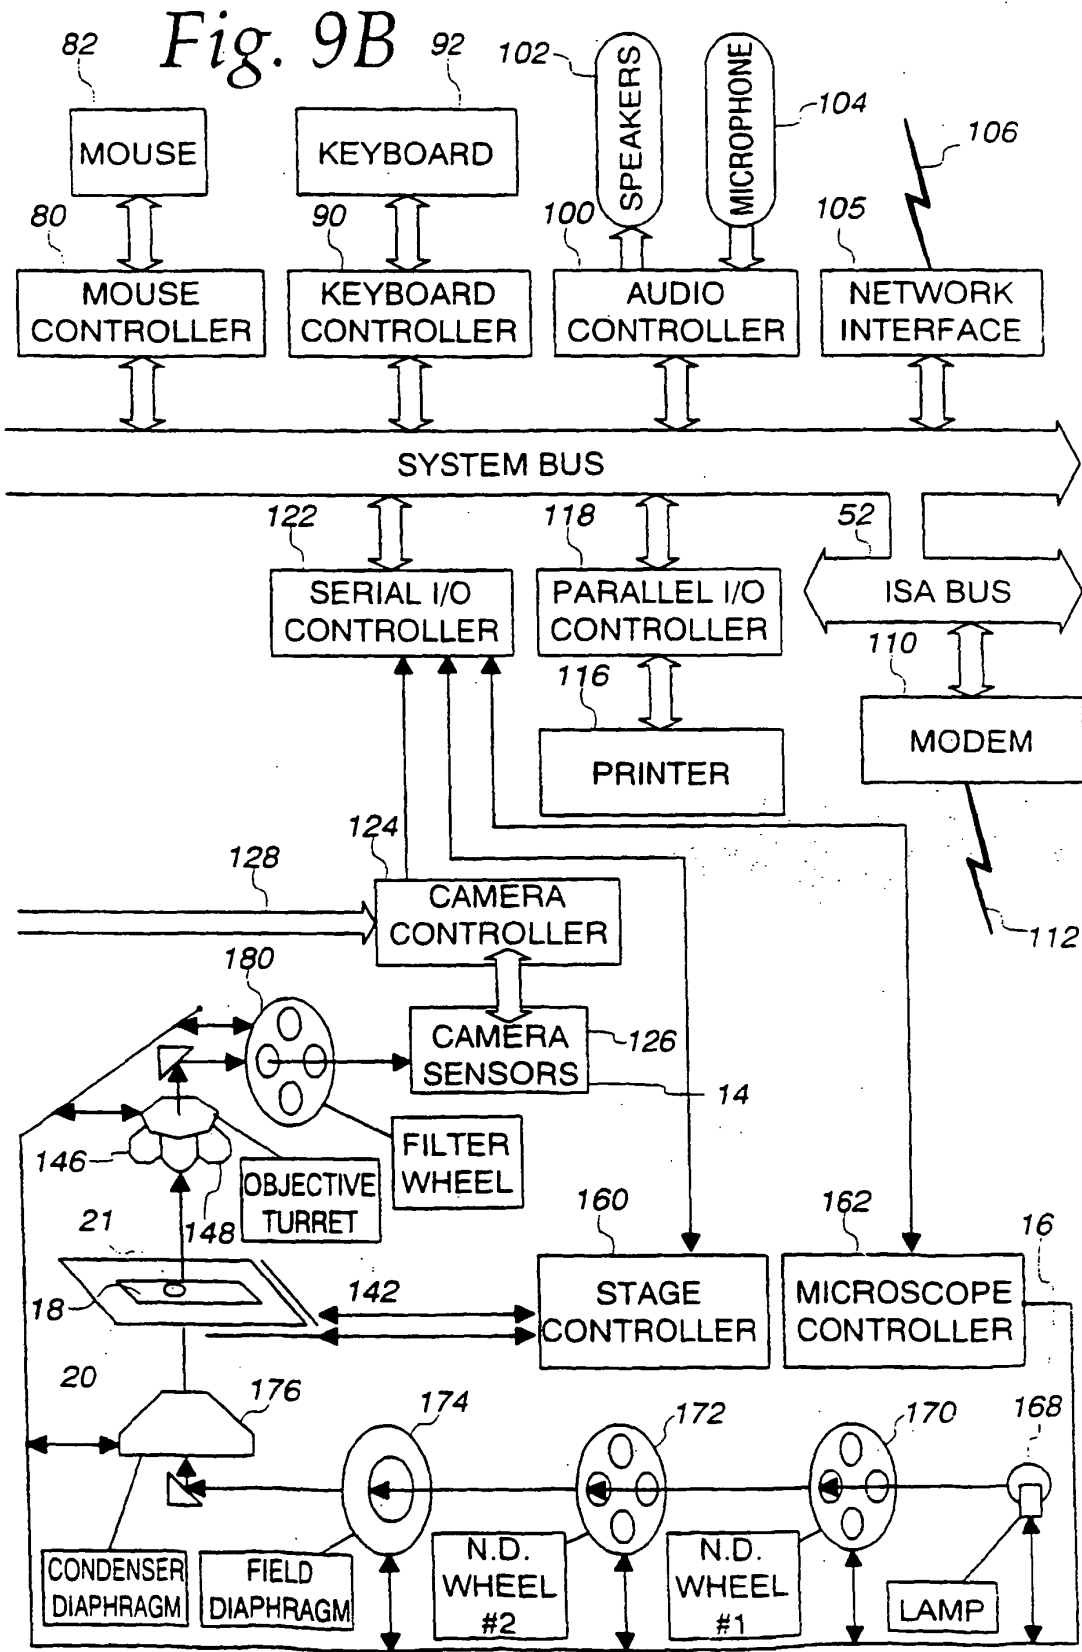 Fig. 9B
82
92
102
SPEAKERS
MICROPHONE
104
MOUSE
KEYBOARD
106
80
90
100
105
MOUSE
CONTROLLER
KEYBOARD
CONTROLLER
AUDIO
CONTROLLER
NETWORK
INTERFACE
SYSTEM BUS
122
118
52
SERIAL I/O
CONTROLLER
PARALLEL I/O
CONTROLLER
ISA BUS
110
116
PRINTER
MODEM
124
128
CAMERA
CONTROLLER
112
180
CAMERA
SENSORS
126
14
146
148
OBJECTIVE
TURRET
FILTER
WHEEL
160
162
16
21
18
142
STAGE
CONTROLLER
MICROSCOPE
CONTROLLER
20
176
174
172
170
168
CONDENSER
DIAPHRAGM
FIELD
DIAPHRAGM
N.D.
WHEEL
#2
N.D.
WHEEL
#1
LAMP